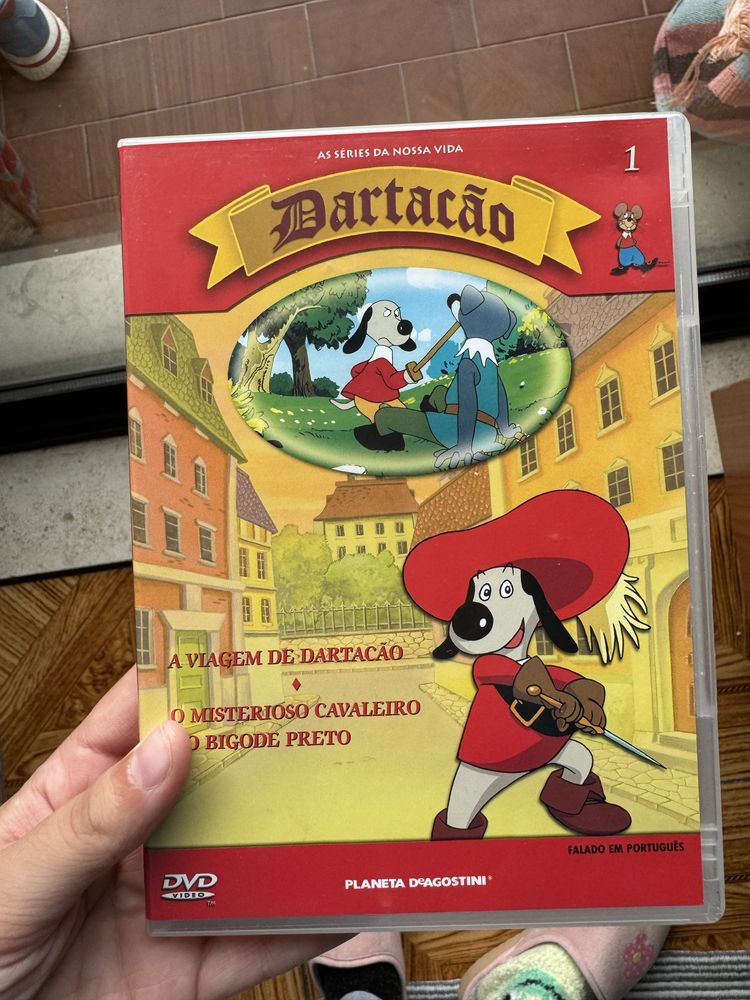 AS SÉRIES DA NOSSA VIDA
1
Dartacão
A VIAGEM DE DARTACÃO
O MISTERIOSO CAVALEIRO
O BIGODE PRETO
FALADO EM PORTUGUÊS
DVD
VIDEO
TM
PLANETA DeAGOSTINI®